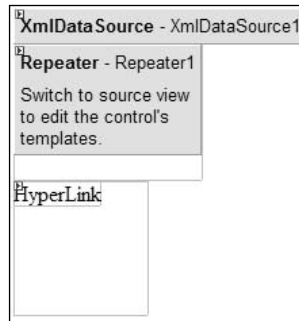 XmlDataSource - XmlDataSource1
Repeater - Repeater1
Switch to source view
to edit the control's
templates.
HyperLink